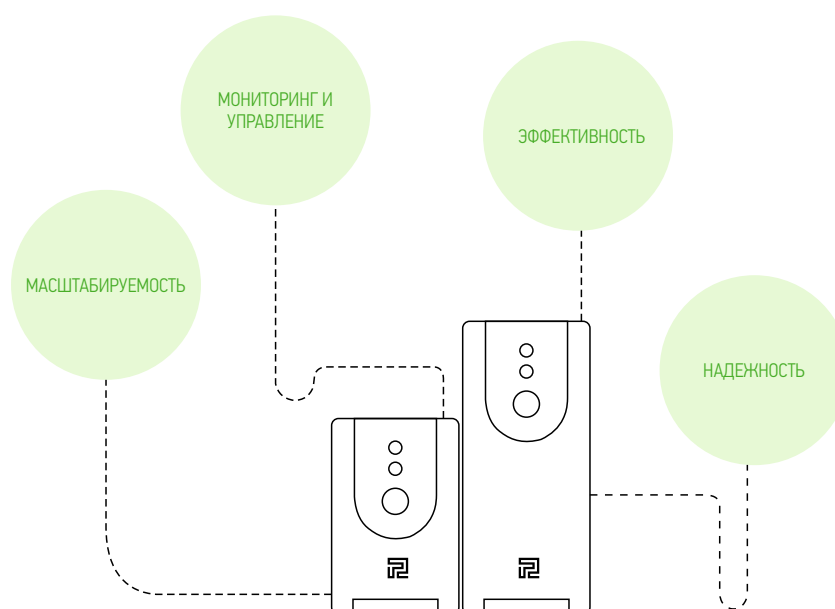 МОНИТОРИНГ И
УПРАВЛЕНИЕ
ЭФФЕКТИВНОСТЬ
МАСШТАБИРУЕМОСТЬ
НАДЕЖНОСТЬ